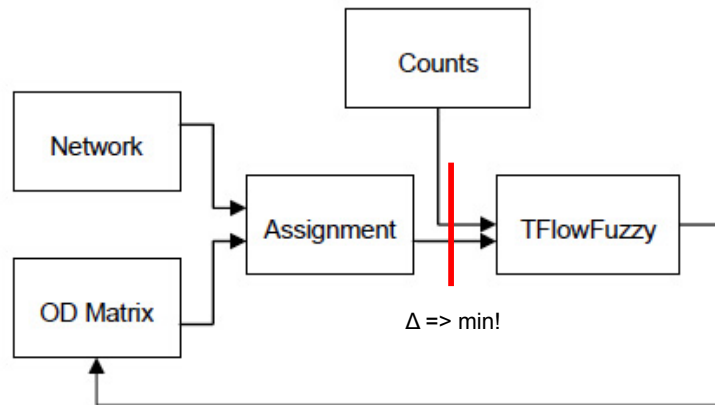 Counts
Network
Assignment
TFlowFuzzy
OD Matrix
Δ => min!